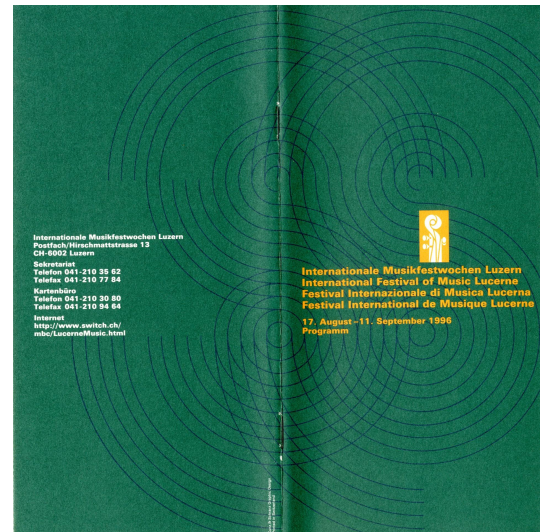 Internationale Musikfestwochen Luzern
Postfach/Hirschmattstrasse 13
CH-6002 Luzern
Sekretariat
Telefon 041-210 35 62
Telefax 041-210 77 84
Kartenbüro
Telefon 041-210 30 80
Telefax 041-210 94 64
Internet
http://www.switch.ch/
mbc/LucerneMusic.html
Internationale Musikfestwochen Luzern
International Festival of Music Lucerne
Festival Internazionale di Musica Lucerna
Festival International de Musique Lucerne
17. August–11. September 1996
Programm